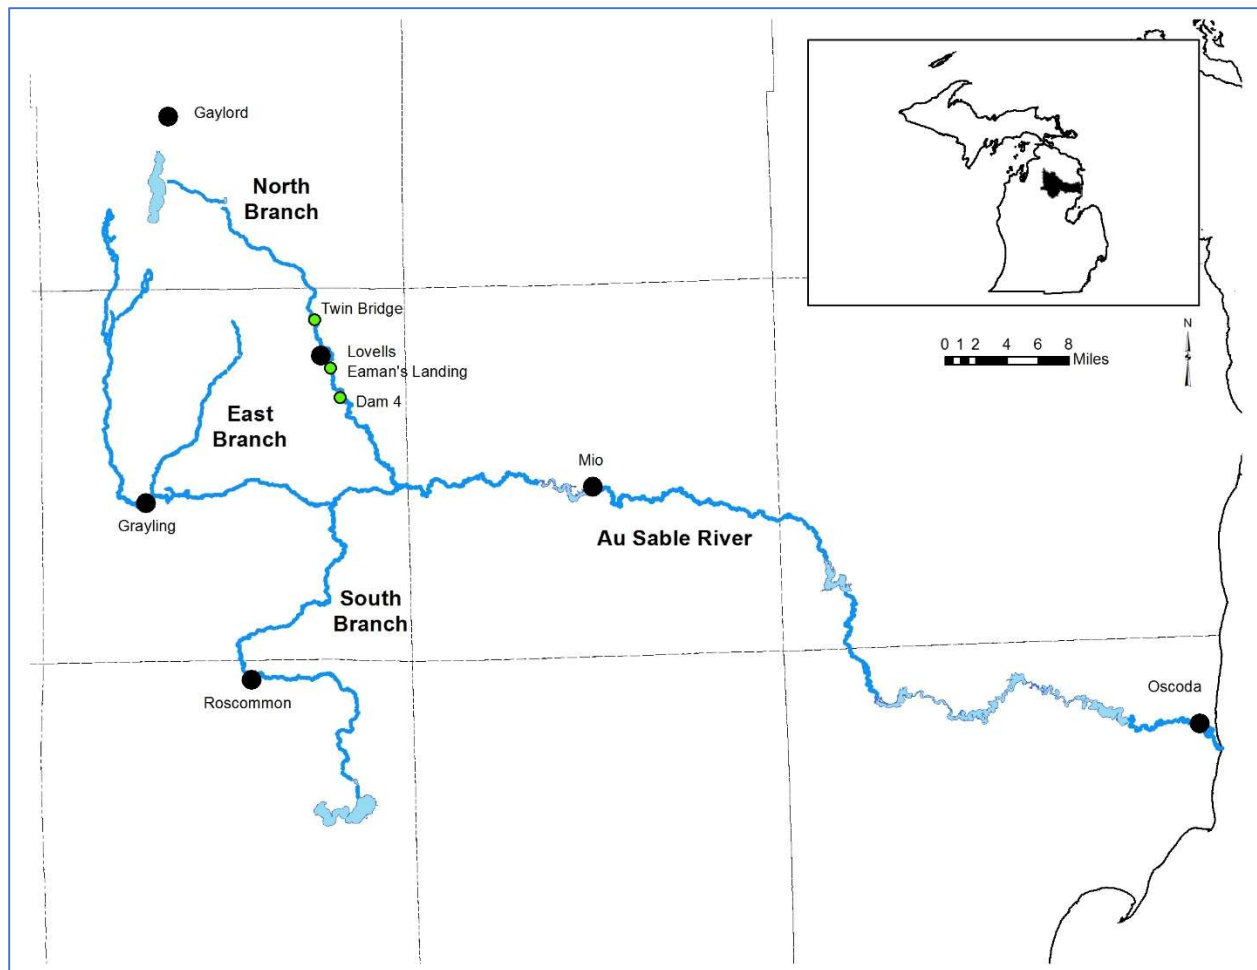 Gaylord
North
Branch
Twin Bridge
Lovells
Eaman's Landing
Dam 4
East
Branch
Grayling
Mio
Au Sable River
South
Branch
Roscommon
Oscoda
N
0 1 2 4 6 8
Miles